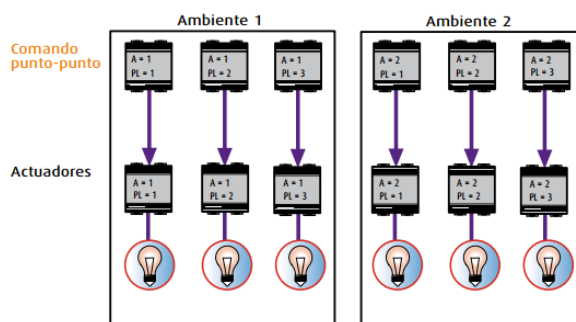 Ambiente 1
Ambiente 2
Comando
punto-punto
A = 1
PL = 1
A = 1
PL = 2
A = 1
PL = 3
A = 2
PL = 1
A = 2
PL = 2
A = 2
PL = 3
Actuadores
A = 1
PL = 1
A = 1
PL = 2
A = 1
PL = 3
A = 2
PL = 1
A = 2
PL = 2
A = 2
PL = 3